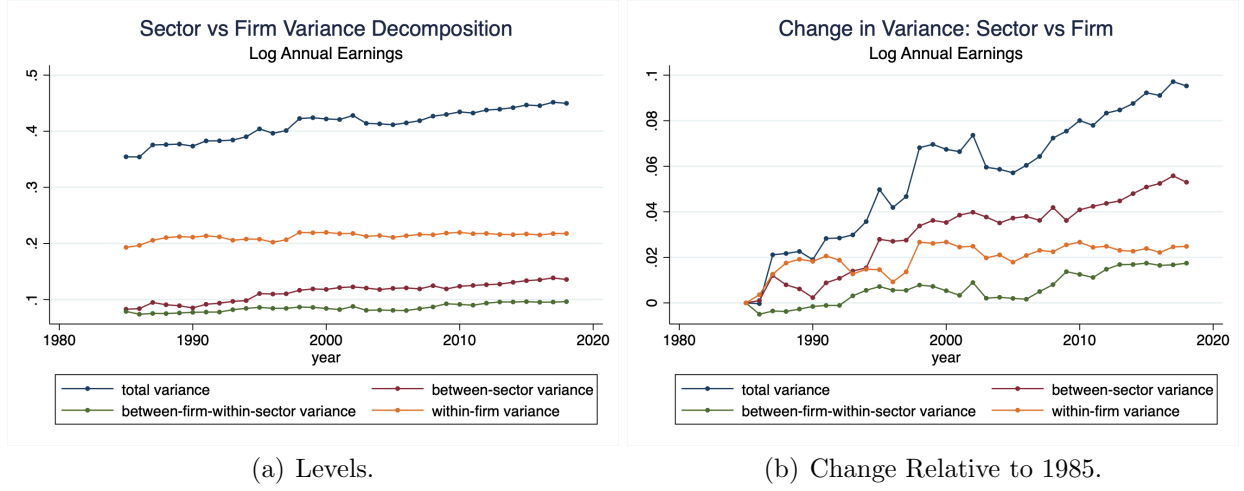 Sector vs Firm Variance Decomposition
Log Annual Earnings
.5
.4
.3
.2
.1
1980 1990 2000 2010 2020
year
total variance between-sector variance
between-firm-within-sector variance within-firm variance
(a) Levels.
Change in Variance: Sector vs Firm
Log Annual Earnings
.1
.08
.06
.04
.02
0
1980 1990 2000 2010 2020
year
total variance between-sector variance
between-firm-within-sector variance within-firm variance
(b) Change Relative to 1985.